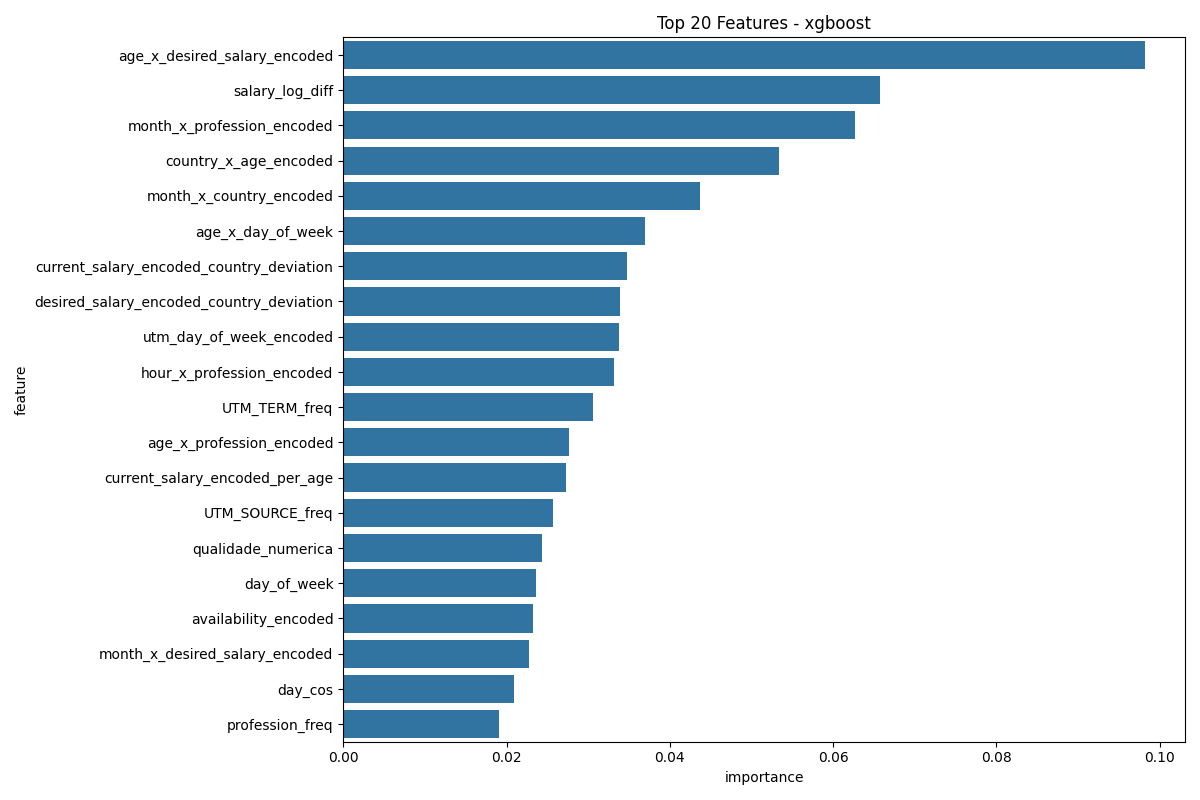 Top 20 Features - xgboost
feature
age_x_desired_salary_encoded
salary_log_diff
month_x_profession_encoded
country_x_age_encoded
month_x_country_encoded
age_x_day_of_week
current_salary_encoded_country_deviation
desired_salary_encoded_country_deviation
utm_day_of_week_encoded
hour_x_profession_encoded
UTM_TERM_freq
age_x_profession_encoded
current_salary_encoded_per_age
UTM_SOURCE_freq
qualidade_numerica
day_of_week
availability_encoded
month_x_desired_salary_encoded
day_cos
profession_freq
0.00 0.02 0.04 0.06 0.08 0.10
importance